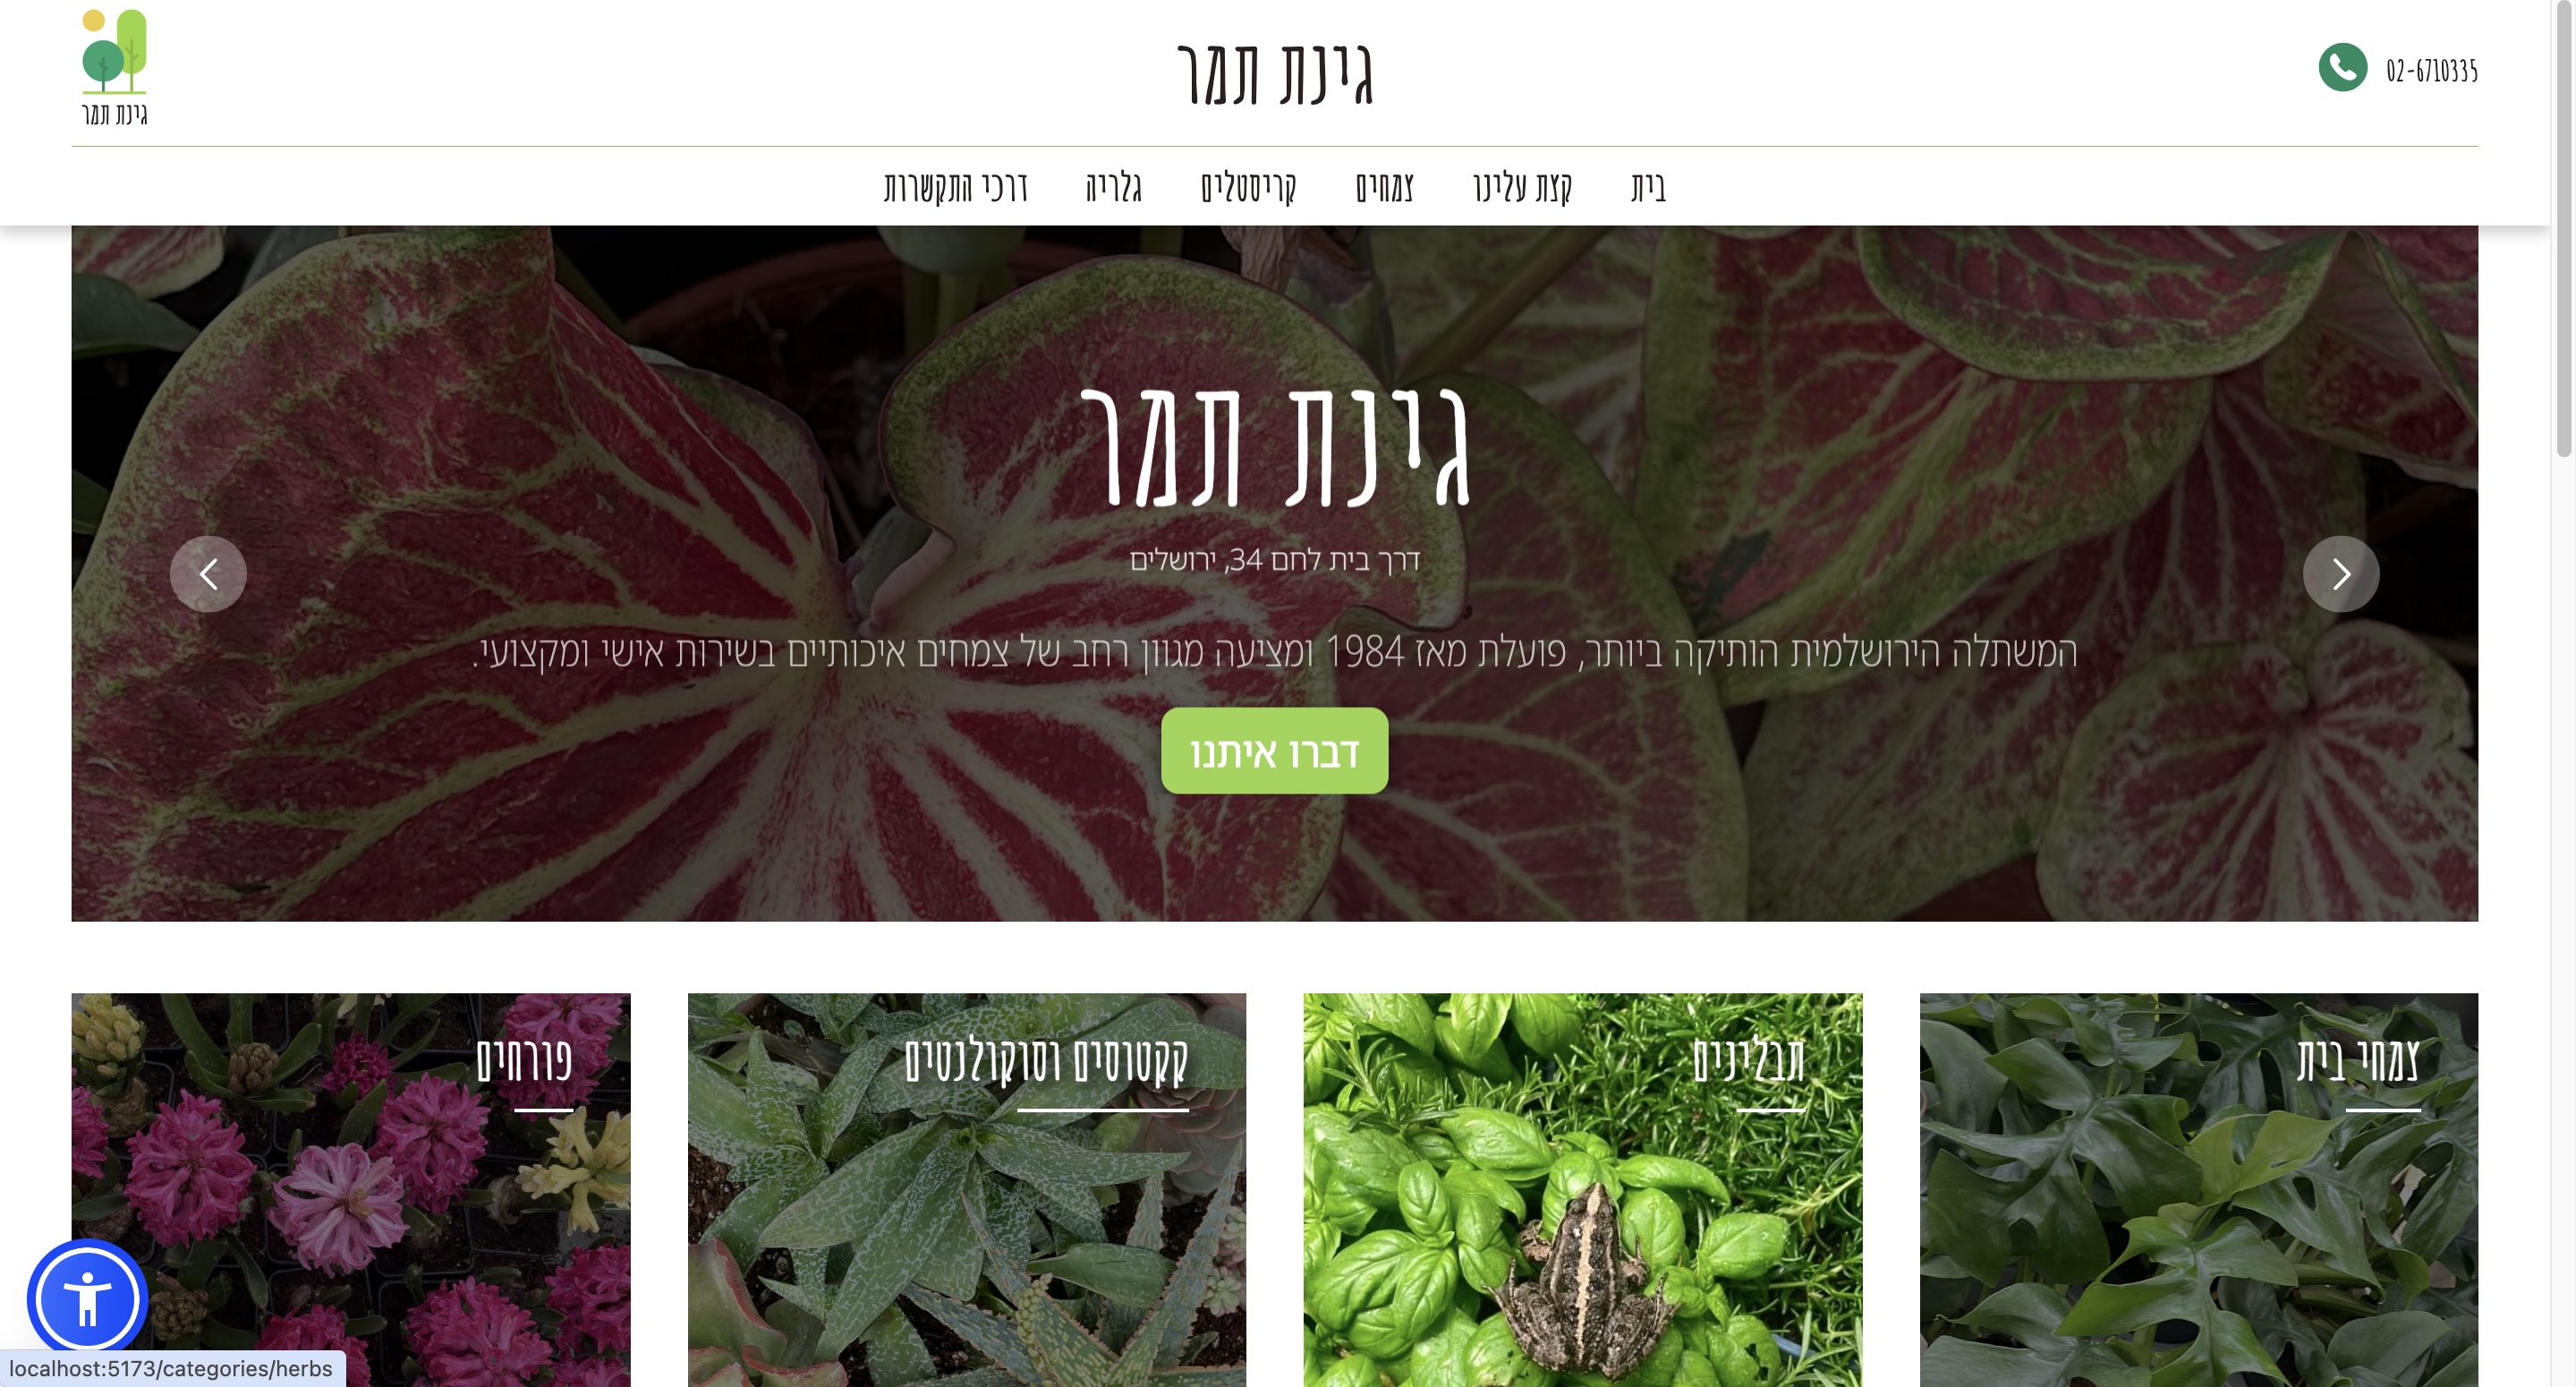 02-6710335
גינת תמר
גינת תמר
בית
קצת עלינו
צמחים
קריסטלים
גלריה
דרכי התקשרות
גינת תמר
דרך בית לחם 34, ירושלים
המשתלה הירושלמית הותיקה ביותר, פועלת מאז 1984 ומציעה מגוון רחב של צמחים איכותיים בשירות אישי ומקצועי.
דברו איתנו
צמחי בית
תבלינים
קקטוסים וסוקולנטים
פורחים
localhost:5173/categories/herbs